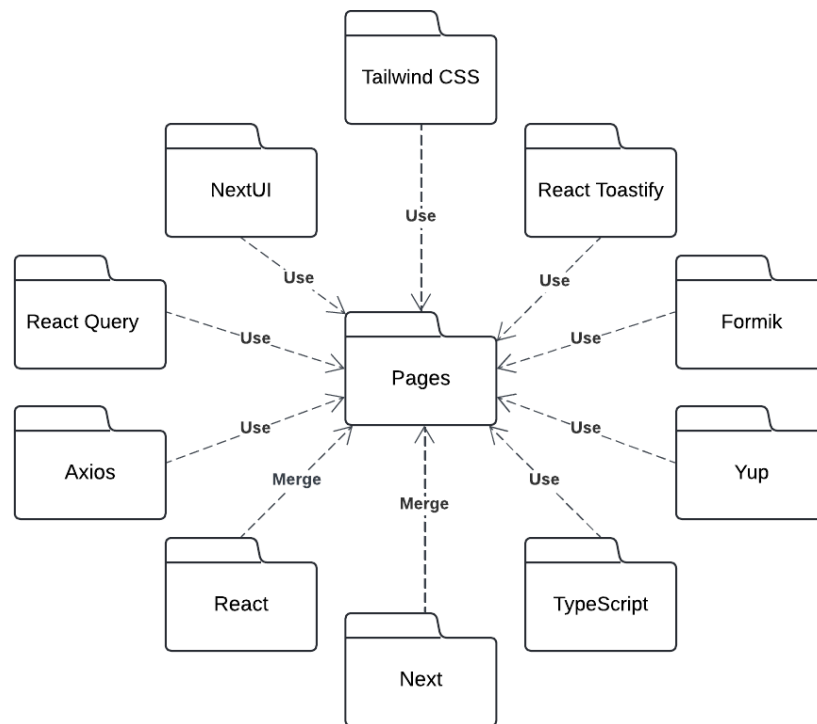 Tailwind CSS
NextUI
React Toastify
Use
Use
Use
React Query
Formik
Use
Use
Pages
Use
Use
Axios
Yup
Merge
Use
Merge
React
TypeScript
Next